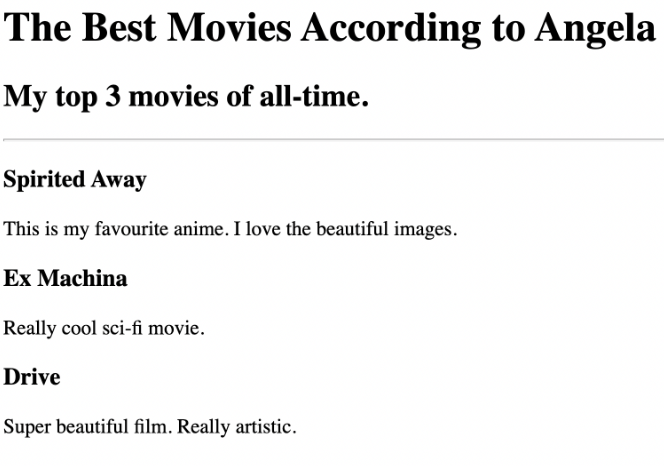 The Best Movies According to Angela
My top 3 movies of all-time.
Spirited Away
This is my favourite anime. I love the beautiful images.
Ex Machina
Really cool sci-fi movie.
Drive
Super beautiful film. Really artistic.